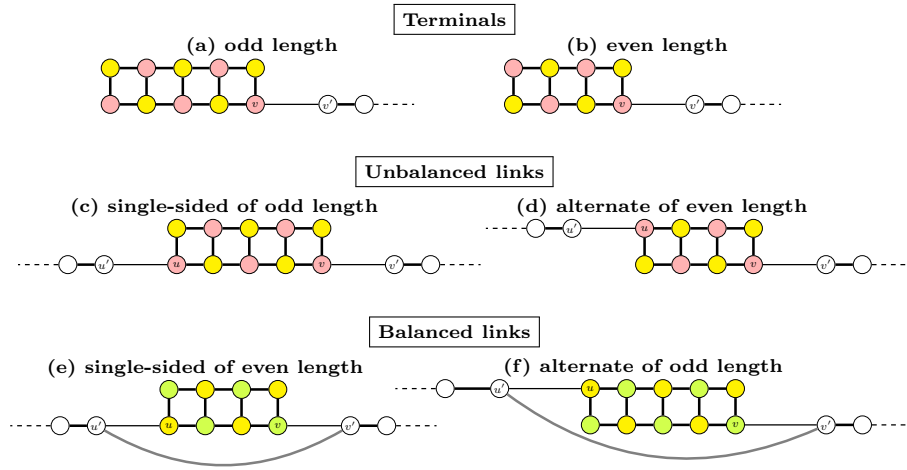 Terminals
(a) odd length
(b) even length
v
v′
v
v′
Unbalanced links
(c) single-sided of odd length
(d) alternate of even length
u′
u
v
v′
u′
u
v
v′
Balanced links
(e) single-sided of even length
(f) alternate of odd length
u′
u
v
v′
u′
u
v
v′